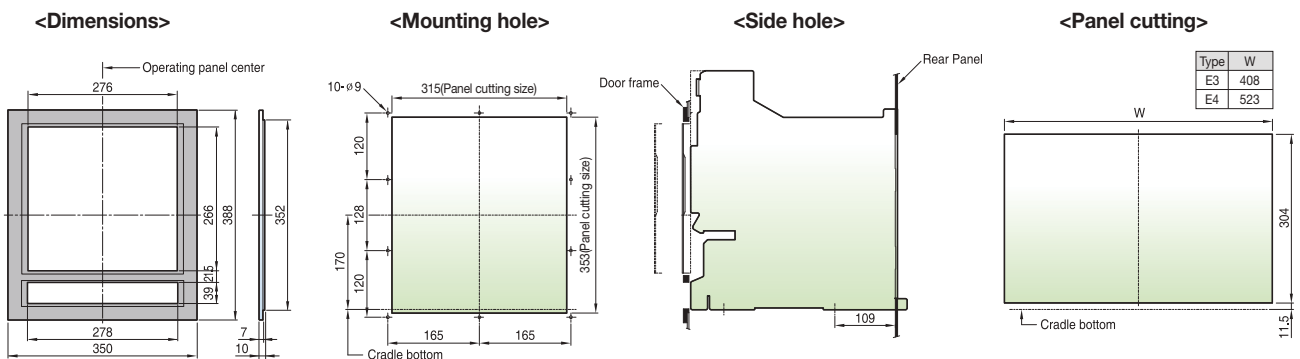 <Dimensions>
Operating panel center
276
266
388
352
21.5
39
278
350
7
10
<Mounting hole>
10-ø9
315(Panel cutting size)
120
128
170
120
353(Panel cutting size)
165
165
Cradle bottom
<Side hole>
Door frame
Rear Panel
109
<Panel cutting>
Type W
E3 408
E4 523
W
304
Cradle bottom
11.5